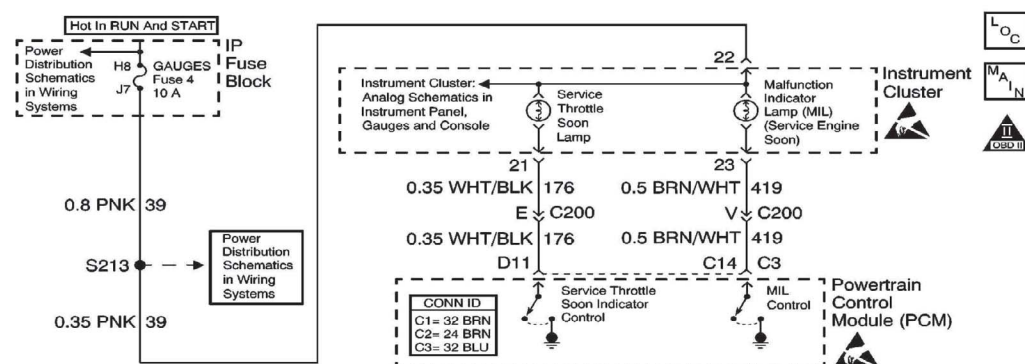 Hot In RUN And START
IP
Fuse
Block
Power
Distribution
Schematics
in Wiring
Systems
H8
J7
GAUGES
Fuse 4
10 A
0.8 PNK 39
S213
Power
Distribution
Schematics
in Wiring
Systems
0.35 PNK 39
22
Instrument Cluster:
Analog Schematics in
Instrument Panel,
Gauges and Console
Service
Throttle
Soon
Lamp
Malfunction
Indicator
Lamp (MIL)
(Service Engine
Soon)
Instrument
Cluster
LOC
MAIN
II
OBD II
21
23
0.35 WHT/BLK 176
0.5 BRN/WHT 419
E C200
V C200
0.35 WHT/BLK 176
0.5 BRN/WHT 419
D11
C14 C3
CONN ID
C1= 32 BRN
C2= 24 BRN
C3= 32 BLU
Service Throttle
Soon Indicator
Control
MIL
Control
Powertrain
Control
Module (PCM)